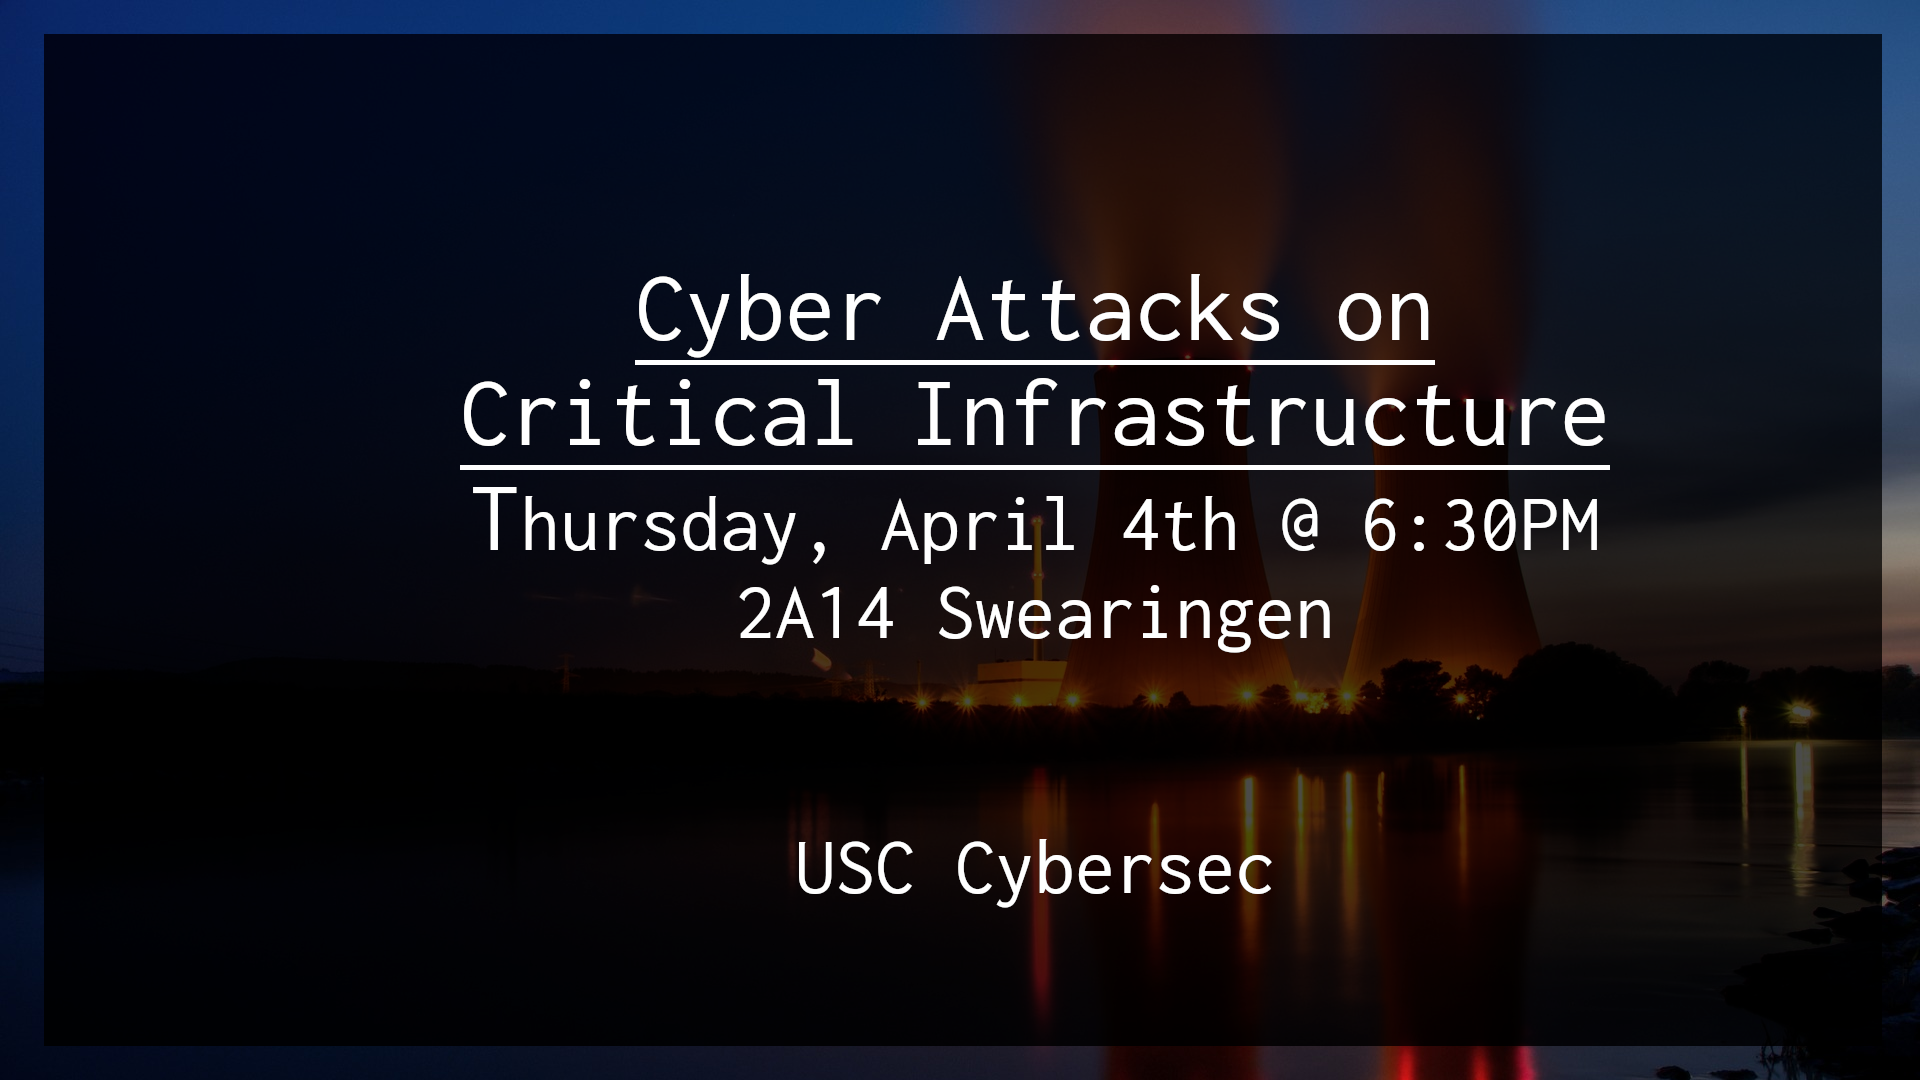 Cyber Attacks on
Critical Infrastructure
Thursday, April 4th @ 6:30PM
2A14 Swearingen
USC Cybersec